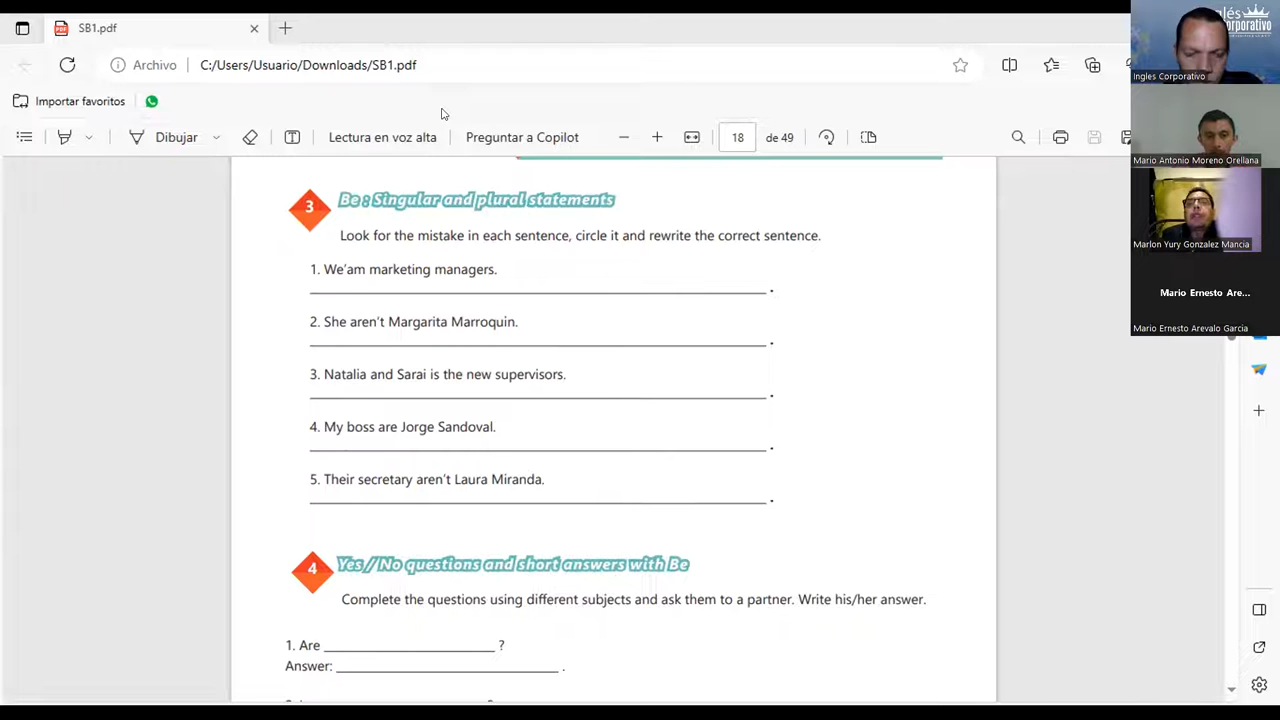 SB1.pdf
Archivo
C:/Users/Usuario/Downloads/SB1.pdf
Importar favoritos
Dibujar
Lectura en voz alta
Preguntar a Copilot
18
de 49
3
Be : Singular and plural statements
Look for the mistake in each sentence, circle it and rewrite the correct sentence.
1. We'am marketing managers.
2. She aren't Margarita Marroquin.
3. Natalia and Sarai is the new supervisors.
4. My boss are Jorge Sandoval.
5. Their secretary aren't Laura Miranda.
4
Yes / No questions and short answers with Be
Complete the questions using different subjects and ask them to a partner. Write his/her answer.
1. Are ______________________ ?
Answer: ____________________________ .
Ingles Corporativo
Mario Antonio Moreno Orellana
Marlon Yury Gonzalez Mancia
Mario Ernesto Are...
Mario Ernesto Arevalo Garcia